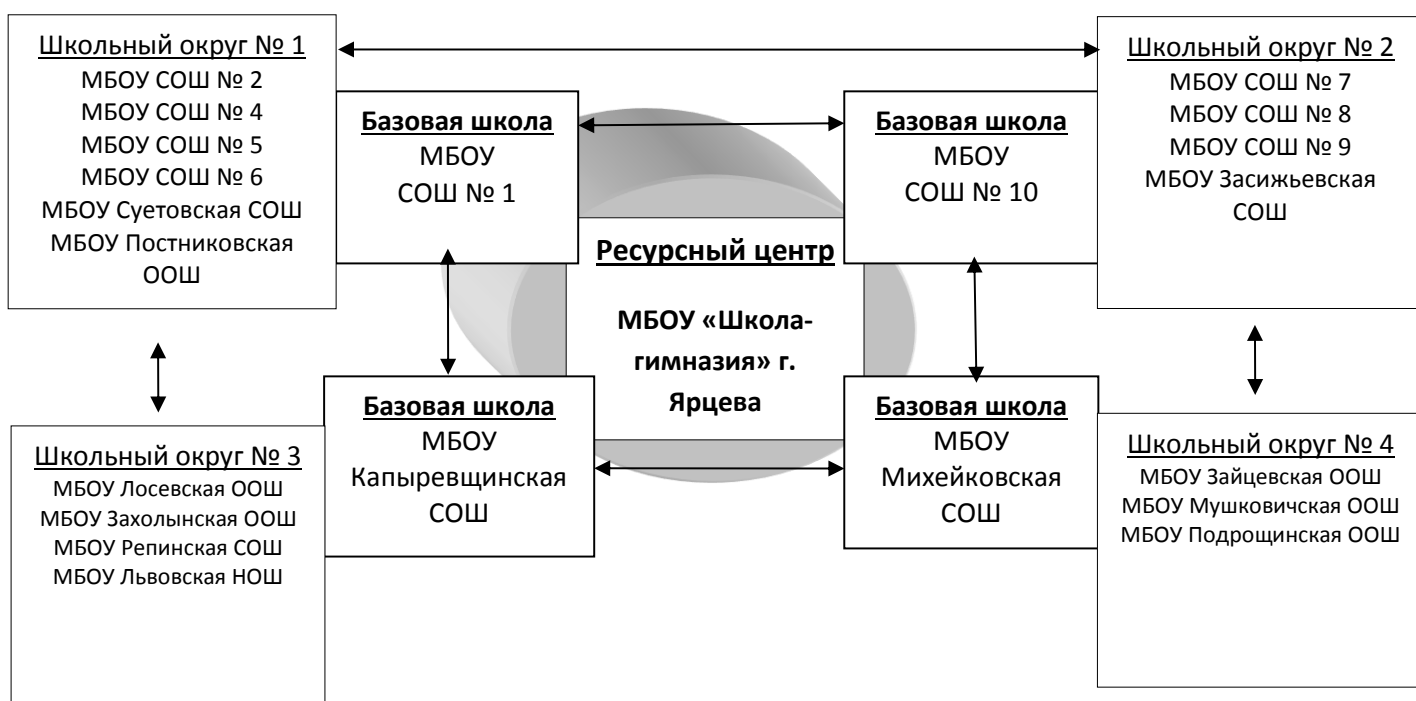 Школьный округ № 1
МБОУ СОШ № 2
МБОУ СОШ № 4
МБОУ СОШ № 5
МБОУ СОШ № 6
МБОУ Суетовская СОШ
МБОУ Постниковская
ООШ
Базовая школа
МБОУ
СОШ № 1
Базовая школа
МБОУ
СОШ № 10
Школьный округ № 2
МБОУ СОШ № 7
МБОУ СОШ № 8
МБОУ СОШ № 9
МБОУ Засижьевская
СОШ
Ресурсный центр
МБОУ «Школа-
гимназия» г.
Ярцева
Школьный округ № 3
МБОУ Лосевская ООШ
МБОУ Захолынская ООШ
МБОУ Репинская СОШ
МБОУ Львовская НОШ
Базовая школа
МБОУ
Капыревщинская
СОШ
Базовая школа
МБОУ
Михейковская
СОШ
Школьный округ № 4
МБОУ Зайцевская ООШ
МБОУ Мушковичская ООШ
МБОУ Подрощинская ООШ